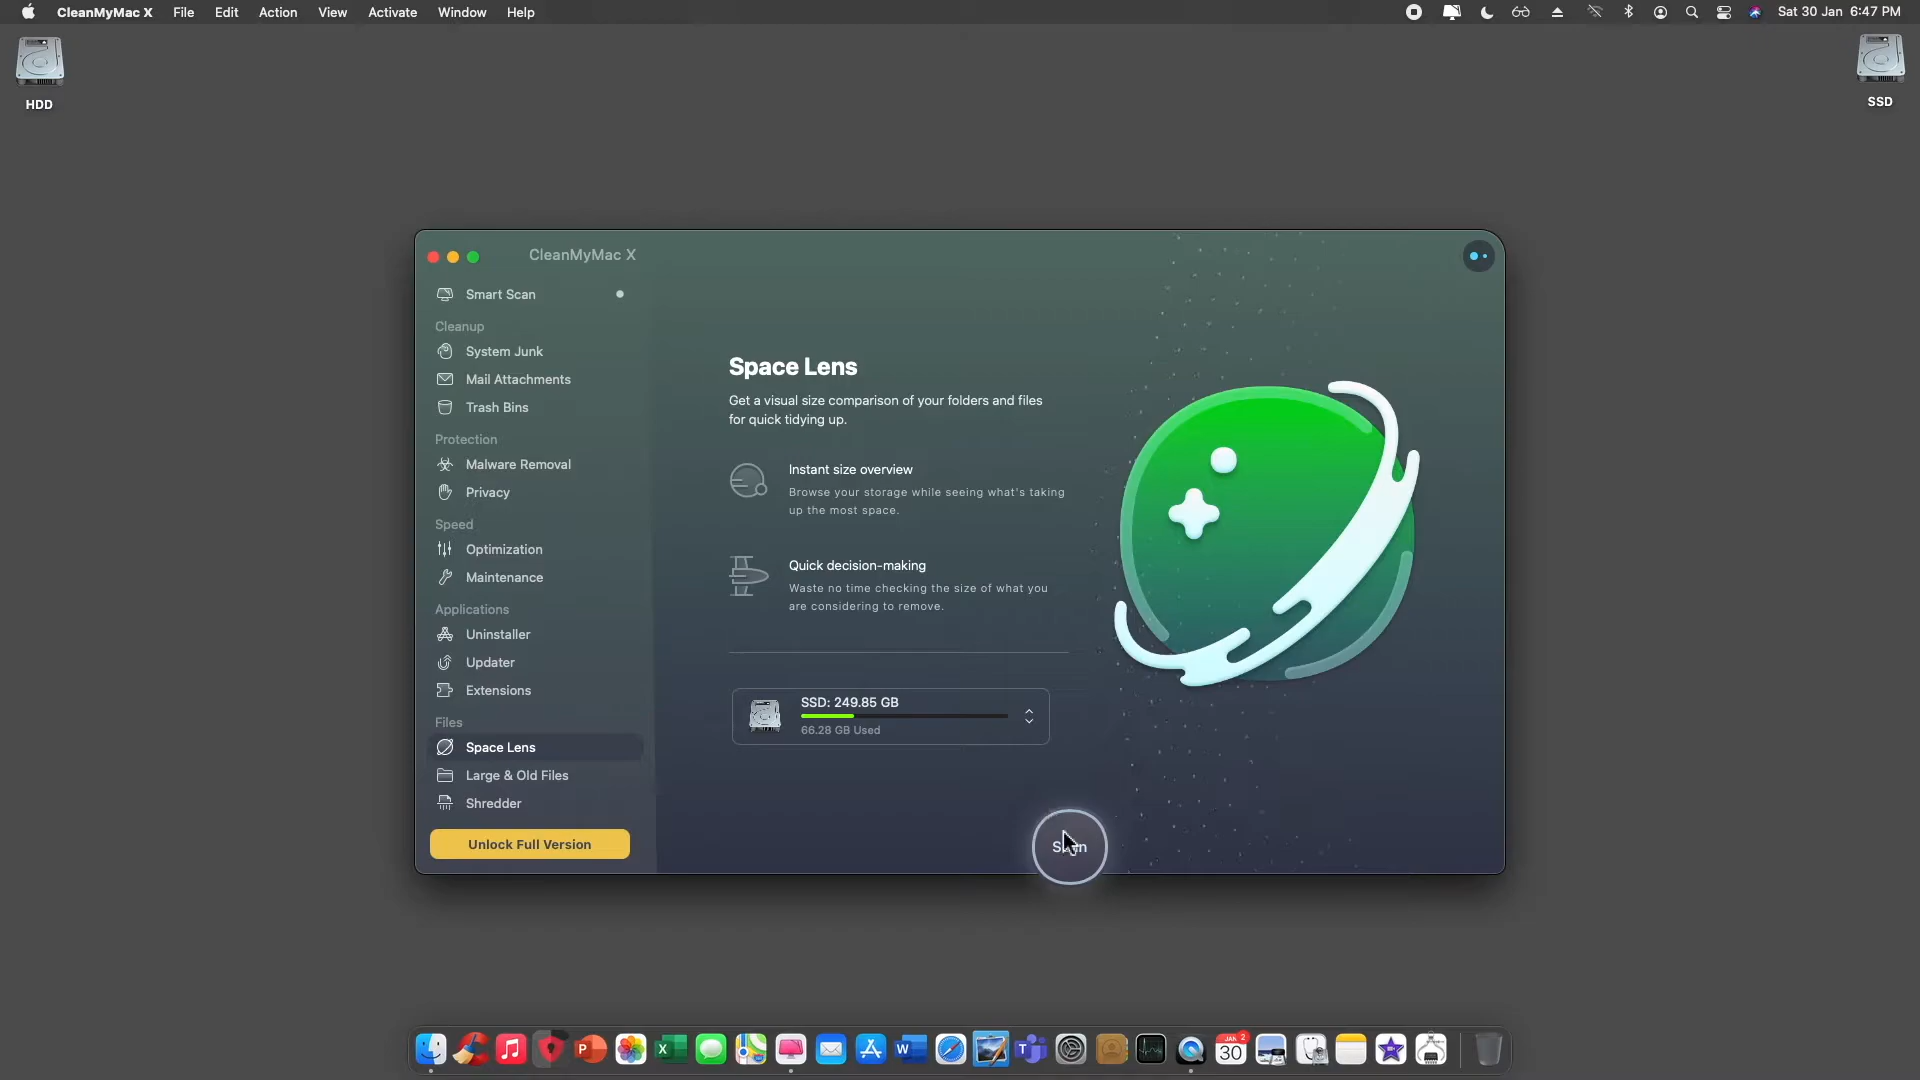 CleanMyMac X File Edit Action View Activate Window Help
Sat 30 Jan 6:47 PM
HDD
SSD
CleanMyMac X
Smart Scan
Cleanup
System Junk
Mail Attachments
Trash Bins
Protection
Malware Removal
Privacy
Speed
Optimization
Maintenance
Applications
Uninstaller
Updater
Extensions
Files
Space Lens
Large & Old Files
Shredder
Unlock Full Version
Space Lens
Get a visual size comparison of your folders and files
for quick tidying up.
Instant size overview
Browse your storage while seeing what's taking
up the most space.
Quick decision-making
Waste no time checking the size of what you
are considering to remove.
SSD: 249.85 GB
66.28 GB Used
P
X
W
T
JAN
2
30